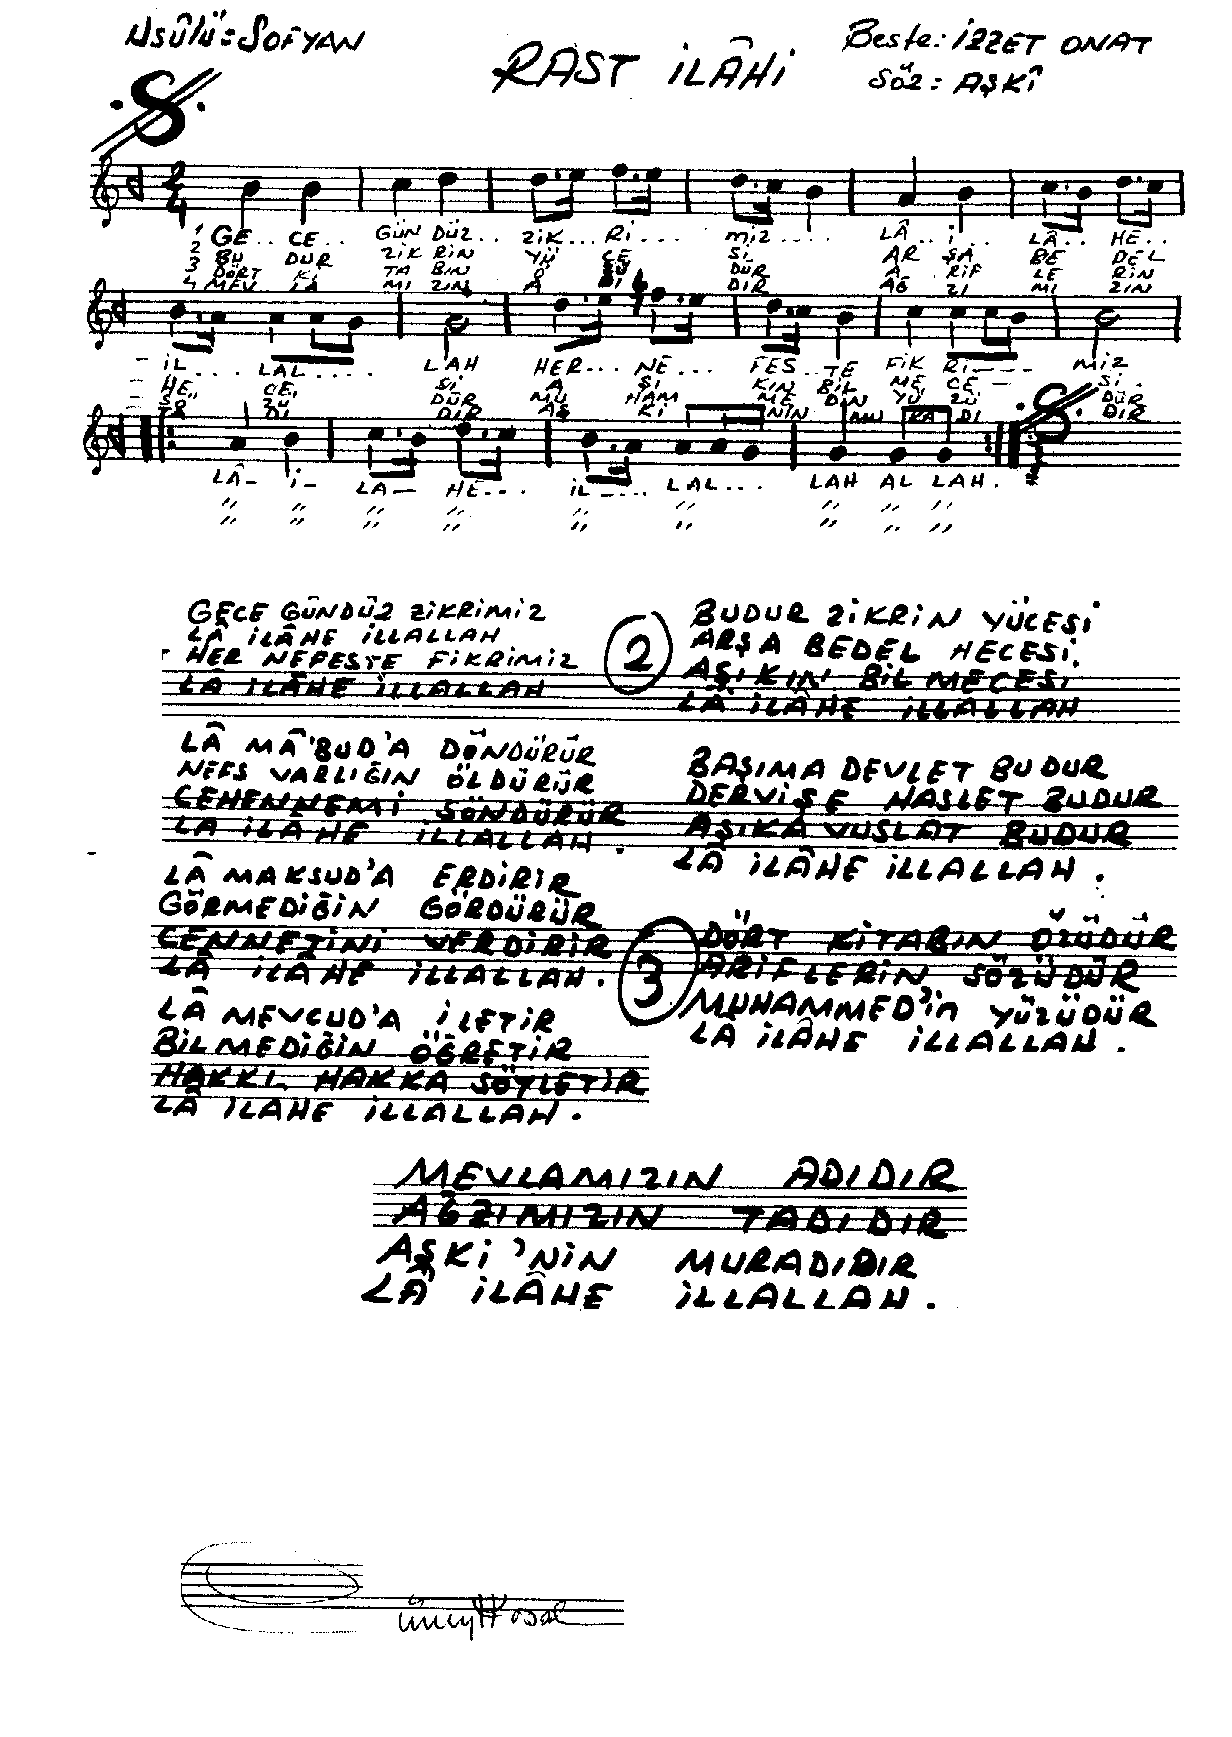 Usûlü: SOFYAN
RAST İLÂHİ
Beste: İZZET ONAT
Söz: AŞKÎ
1 GE.. CE.. GÜN DÜZ.. ZİK... Rİ... MİZ.... LÂ.. İ.. LÂ.. HE..
2 BU DUR ZİK RİN YÜ CE Sİ AR ŞA BE DEL
3 DÖRT Kİ TA BIN Ö ZÜ DÜR A RİF LE RİN
4 MEV LA MI ZIN A DI DIR AĞ ZI MI ZIN
İL.... LAL.... LAH HER... NE... FES..TE FİK Rİ___ MİZ
HE CE Sİ A ŞI KIN BİL ME CE Sİ.
SÖ ZÜ DÜR MU HAM ME DİN YÜ ZÜ DÜR
TA DI DIR AŞ Kİ NİN MU RA DI DIR
LÂ_ İ_ LA_ HE... İL_... LAL... LAH AL LAH.
" " " " " " " " "
" " " " " " " " "
GECE GÜNDÜZ ZİKRİMİZ
LÂ İLÂHE İLLALLAH
HER NEFESTE FİKRİMİZ
LÂ İLÂHE İLLALLAH
LÂ MÂ'BUD'A DÖNDÜRÜR
NEFS VARLIĞIN ÖLDÜRÜR
CEHENNEMİ SÖNDÜRÜR
LA İLÂHE İLLALLAH.
LÂ MAKSUD'A ERDİRİR
GÖRMEDİĞİN GÖRDÜRÜR
CENNETİNİ VERDİRİR
LÂ İLÂHE İLLALLAH.
LÂ MEVCUD'A İLETİR
BİLMEDİĞİN ÖĞRETİR
HAKKI HAKKA SÖYLETİR
LÂ İLAHE İLLALLAH.
2
BUDUR ZİKRİN YÜCESİ
ARŞA BEDEL HECESİ.
AŞIKIN BİLMECESİ
LÂ İLÂHE İLLALLAH
BAŞIMA DEVLET BUDUR
DERVİŞE HASLET BUDUR
AŞIKA VUSLAT BUDUR
LÂ İLÂHE İLLALLAH.
3
DÖRT KİTABIN ÖZÜDÜR
ARİFLERİN SÖZÜDÜR
MUHAMMED'in YÜZÜDÜR
LÂ İLÂHE İLLALLAH.
MEVLAMIZIN ADIDIR
AĞZIMIZIN TADIDIR
AŞKİ'NİN MURADIDIR
LÂ İLÂHE İLLALLAH.